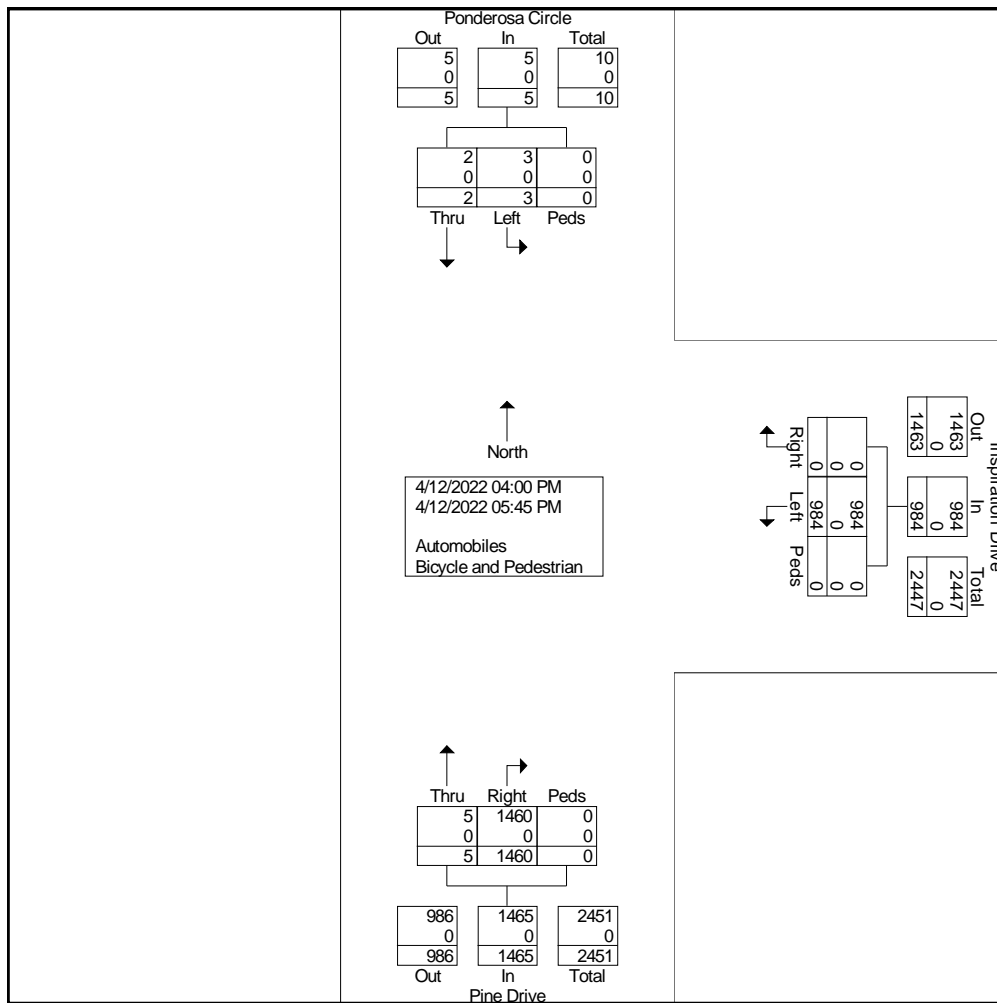 Ponderosa Circle
Out In Total
5 5 10
0 0 0
5 5 10
2 3 0
0 0 0
2 3 0
Thru Left Peds
North
4/12/2022 04:00 PM
4/12/2022 05:45 PM
Automobiles
Bicycle and Pedestrian
Inspiration Drive
Out In Total
1463 984 2447
0 0 0
1463 984 2447
0 984 0
0 0 0
0 984 0
Right Left Peds
Thru Right Peds
5 1460 0
0 0 0
5 1460 0
986 1465 2451
0 0 0
986 1465 2451
Out In Total
Pine Drive